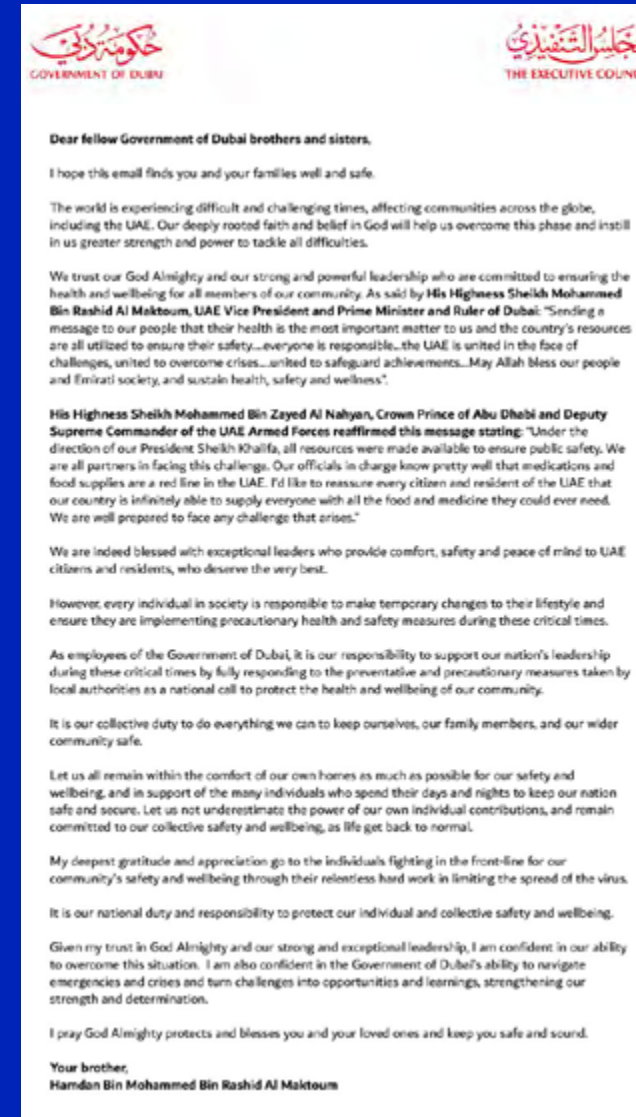 حكومة دبي
GOVERNMENT OF DUBAI
THE EXECUTIVE COUN
Dear fellow Government of Dubai brothers and sisters,
I hope this email finds you and your families well and safe.
The world is experiencing difficult and challenging times, affecting communities across the globe,
including the UAE. Our deeply rooted faith and belief in God will help us overcome this phase and instill
in us greater strength and power to tackle all difficulties.
We trust our God Almighty and our strong and powerful leadership who are committed to ensuring the
health and wellbeing for all members of our community. As said by His Highness Sheikh Mohammed
Bin Rashid Al Maktoum, UAE Vice President and Prime Minister and Ruler of Dubai: "Sending a
message to our people that their health is the most important matter to us and the country's resources
are all utilized to ensure their safety...everyone is responsible...the UAE is united in the face of
challenges, united to overcome crises...united to safeguard achievements...May Allah bless our people
and Emirati society, and sustain health, safety and wellness".
His Highness Sheikh Mohammed Bin Zayed Al Nahyan, Crown Prince of Abu Dhabi and Deputy
Supreme Commander of the UAE Armed Forces reaffirmed this message stating: "Under the
direction of our President Sheikh Khalifa, all resources were made available to ensure public safety. We
are all partners in facing this challenge. Our officials in charge know pretty well that medications and
food supplies are a red line in the UAE. I'd like to reassure every citizen and resident of the UAE that
our country is infinitely able to supply everyone with all the food and medicine they could ever need.
We are well prepared to face any challenge that arises."
We are indeed blessed with exceptional leaders who provide comfort, safety and peace of mind to UAE
citizens and residents, who deserve the very best.
However, every individual in society is responsible to make temporary changes to their lifestyle and
ensure they are implementing precautionary health and safety measures during these critical times.
As employees of the Government of Dubai, it is our responsibility to support our nation's leadership
during these critical times by fully responding to the preventative and precautionary measures taken by
local authorities as a national call to protect the health and wellbeing of our community.
It is our collective duty to do everything we can to keep ourselves, our family members, and our wider
community safe.
Let us all remain within the comfort of our own homes as much as possible for our safety and
wellbeing, and in support of the many individuals who spend their days and nights to keep our nation
safe and secure. Let us not underestimate the power of our own individual contributions, and remain
committed to our collective safety and wellbeing, as life get back to normal.
My deepest gratitude and appreciation go to the individuals fighting in the front-line for our
community's safety and wellbeing through their relentless hard work in limiting the spread of the virus.
It is our national duty and responsibility to protect our individual and collective safety and wellbeing.
Given my trust in God Almighty and our strong and exceptional leadership, I am confident in our ability
to overcome this situation. I am also confident in the Government of Dubai's ability to navigate
emergencies and crises and turn challenges into opportunities and learnings, strengthening our
strength and determination.
I pray God Almighty protects and blesses you and your loved ones and keep you safe and sound.
Your brother,
Hamdan Bin Mohammed Bin Rashid Al Maktoum